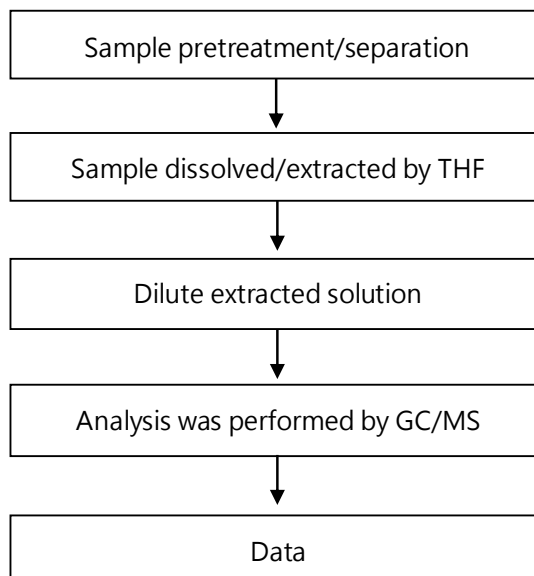 Sample pretreatment/separation
Sample dissolved/extracted by THF
Dilute extracted solution
Analysis was performed by GC/MS
Data